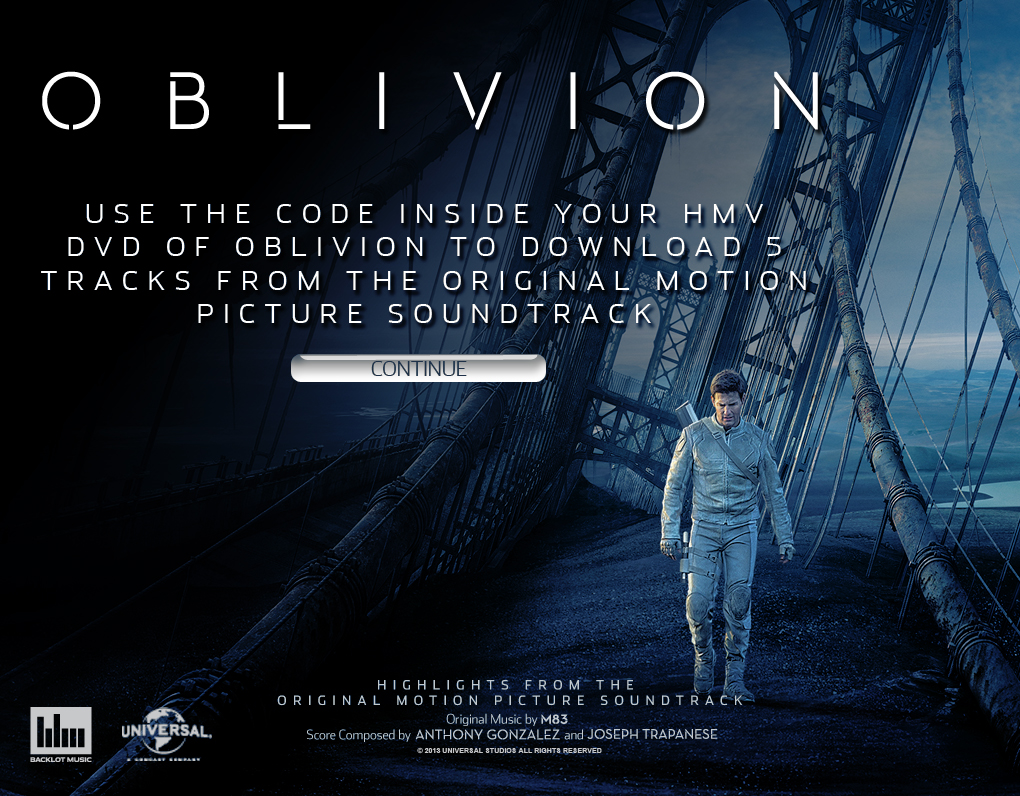 OBLIVION
USE THE CODE INSIDE YOUR HMV
DVD OF OBLIVION TO DOWNLOAD 5
TRACKS FROM THE ORIGINAL MOTION
PICTURE SOUNDTRACK
CONTINUE
HIGHLIGHTS FROM THE
ORIGINAL MOTION PICTURE SOUNDTRACK
Original Music by M83
Score Composed by ANTHONY GONZALEZ and JOSEPH TRAPANESE
© 2013 UNIVERSAL STUDIOS ALL RIGHTS RESERVED
BACKLOT MUSIC
UNIVERSAL
A COMCAST COMPANY